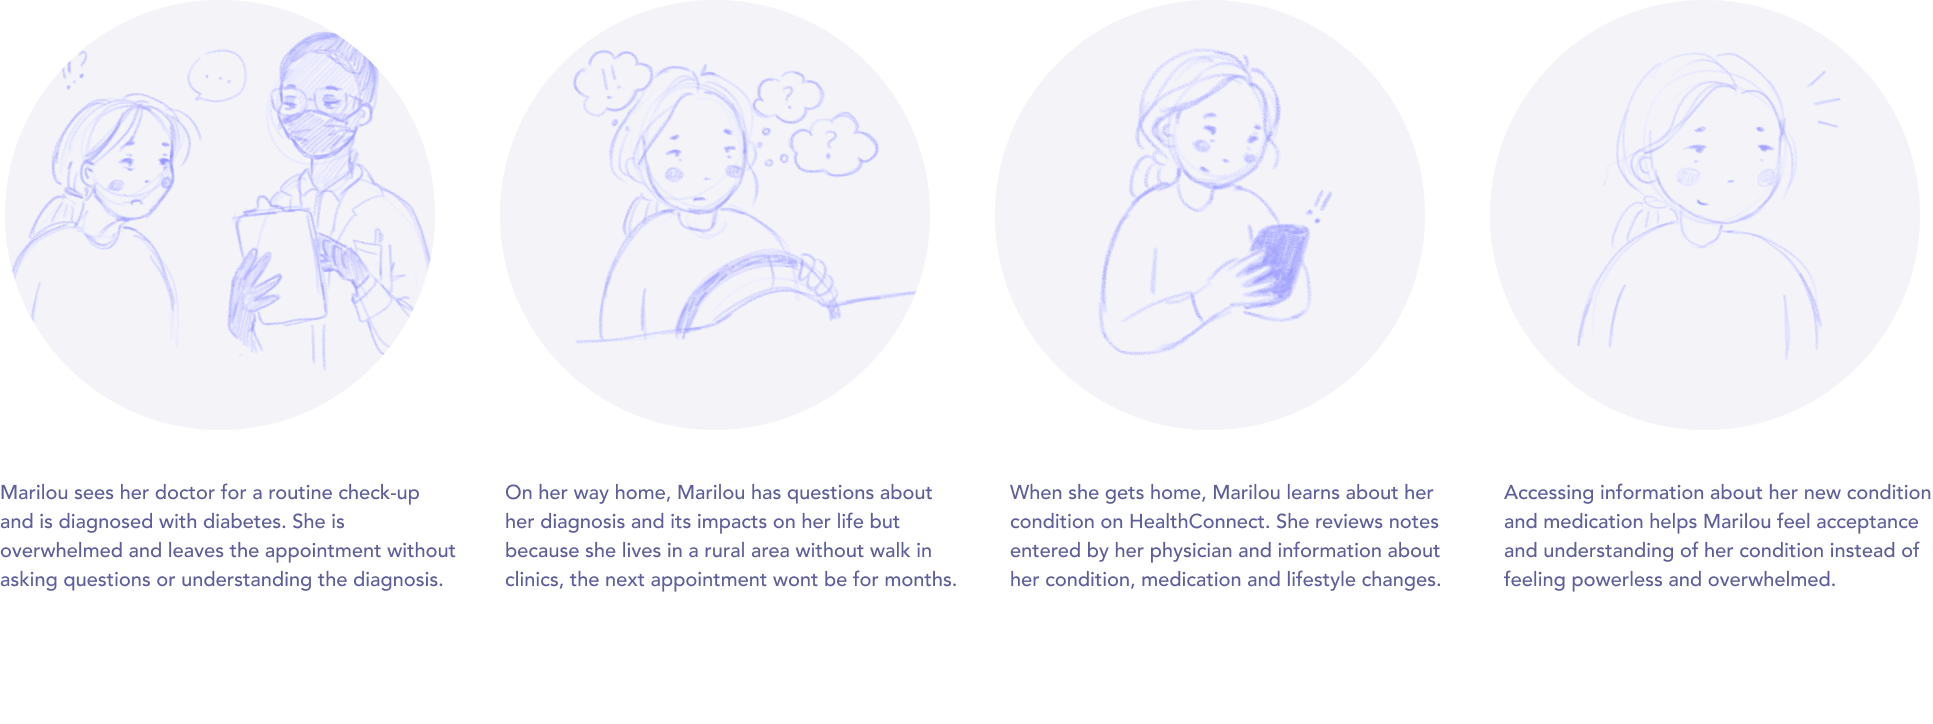 !!?
...
!!
?
?
!!
Marilou sees her doctor for a routine check-up
and is diagnosed with diabetes. She is
overwhelmed and leaves the appointment without
asking questions or understanding the diagnosis.
On her way home, Marilou has questions about
her diagnosis and its impacts on her life but
because she lives in a rural area without walk in
clinics, the next appointment wont be for months.
When she gets home, Marilou learns about her
condition on HealthConnect. She reviews notes
entered by her physician and information about
her condition, medication and lifestyle changes.
Accessing information about her new condition
and medication helps Marilou feel acceptance
and understanding of her condition instead of
feeling powerless and overwhelmed.